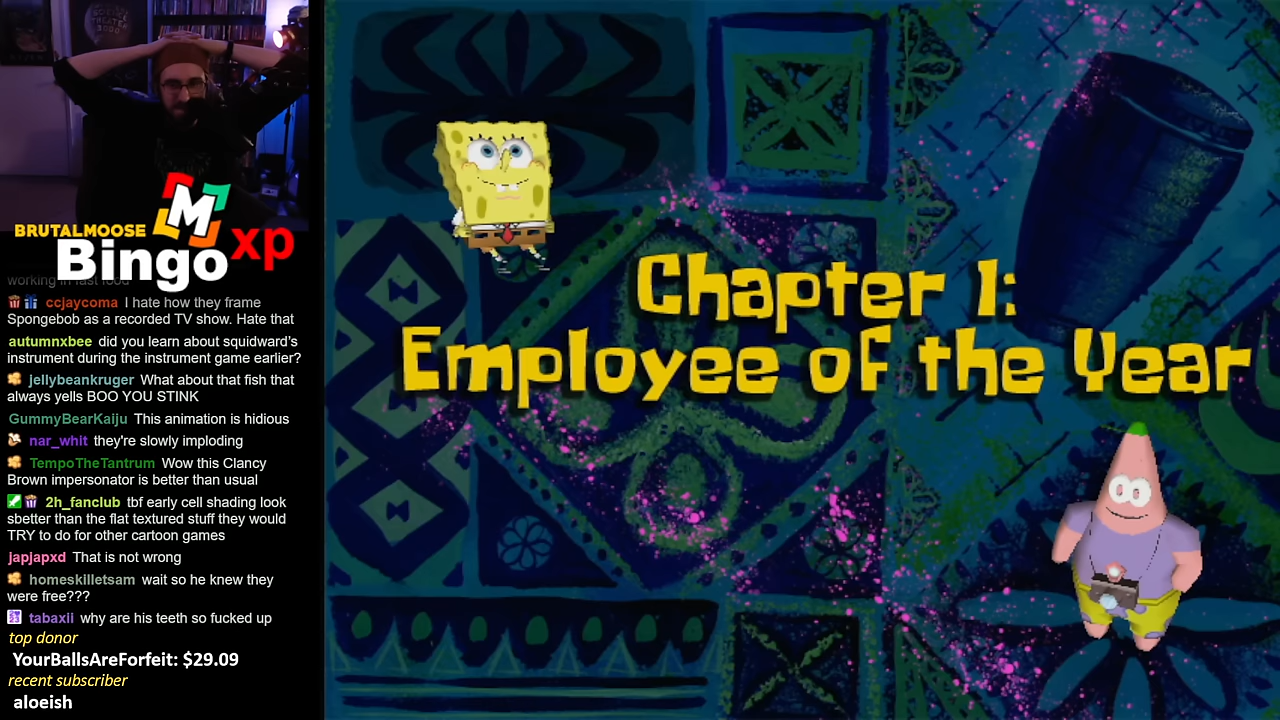 BRUTALMOOSE
M
Bingo xp
working in fast food
ccjaycoma I hate how they frame
Spongebob as a recorded TV show. Hate that
autumnxbee did you learn about squidward's
instrument during the instrument game earlier?
jellybeankruger What about that fish that
always yells BOO YOU STINK
GummyBearKaiju This animation is hidious
nar_whit they're slowly imploding
TempoTheTantrum Wow this Clancy
Brown impersonator is better than usual
2h_fanclub tbf early cell shading look
sbetter than the flat textured stuff they would
TRY to do for other cartoon games
japjapxd That is not wrong
homeskilletsam wait so he knew they
were free???
tabaxii why are his teeth so fucked up
top donor
YourBallsAreForfeit: $29.09
recent subscriber
aloeish
Chapter 1:
Employee of the Year